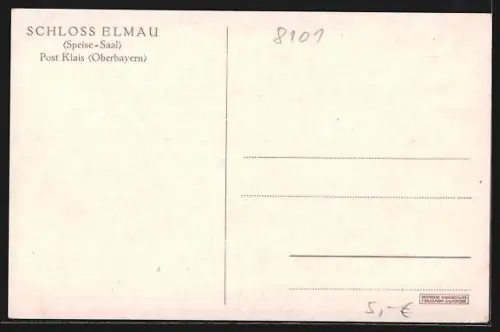 SCHLOSS ELMAU
(Speise-Saal)
Post Klais (Oberbayern)
8101
5,-€